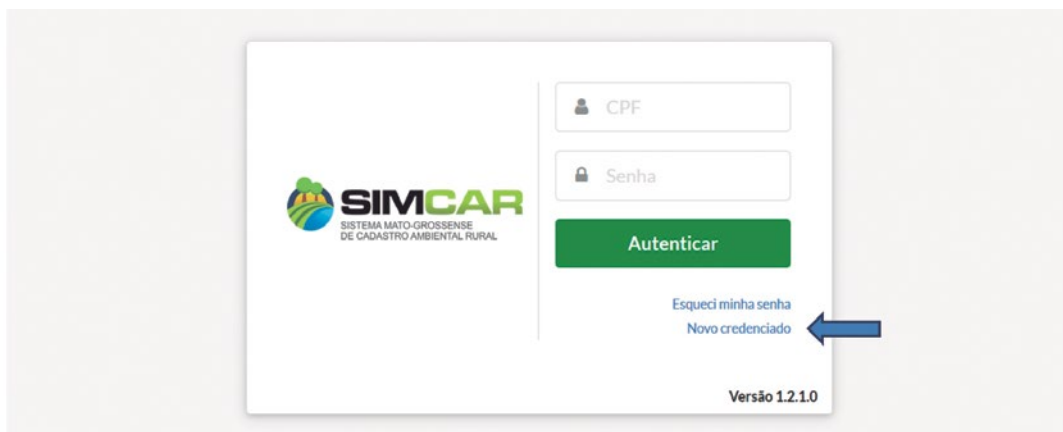 CPF
Senha
SIMCAR
SISTEMA MATO-GROSSENSE
DE CADASTRO AMBIENTAL RURAL
Autenticar
Esqueci minha senha
Novo credenciado
Versão 1.2.1.0